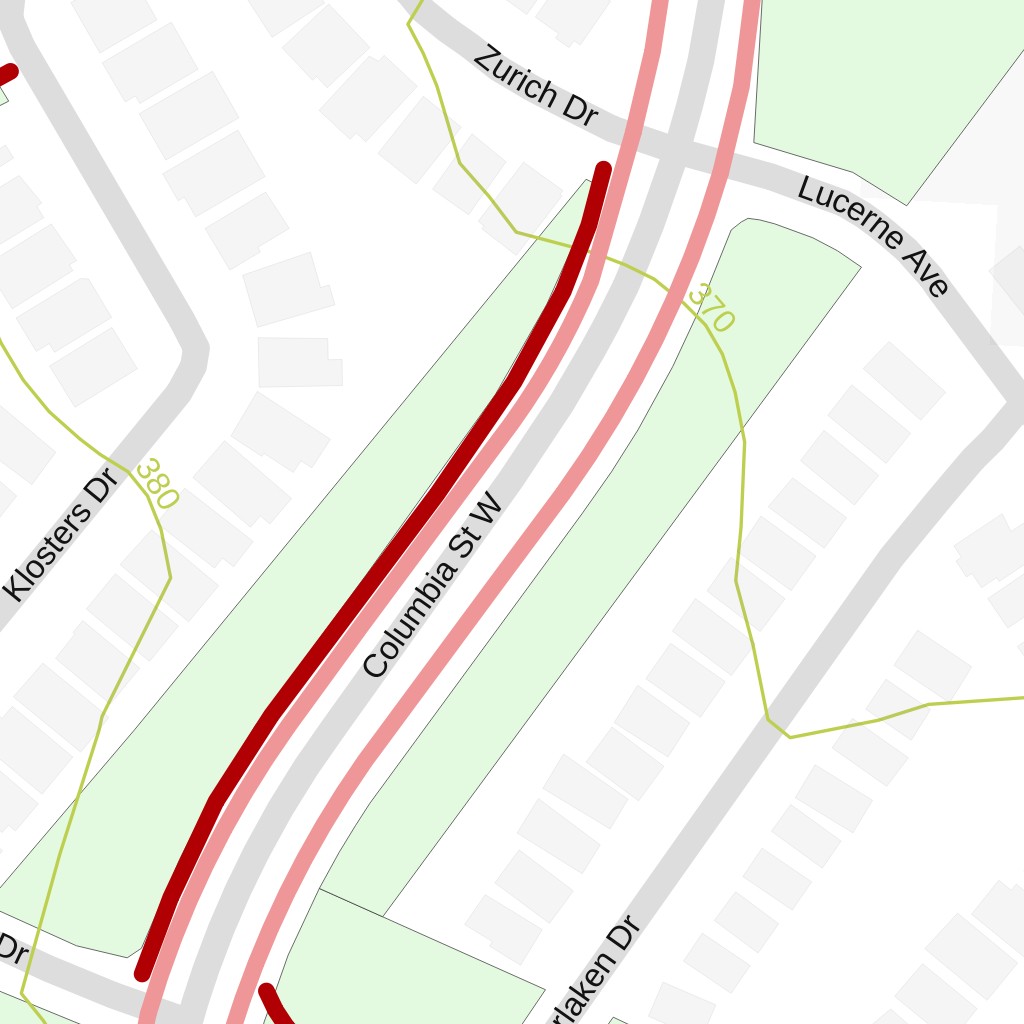 Zurich Dr
Lucerne Ave
370
380
Klosters Dr
Columbia St W
Dr
rlaken Dr